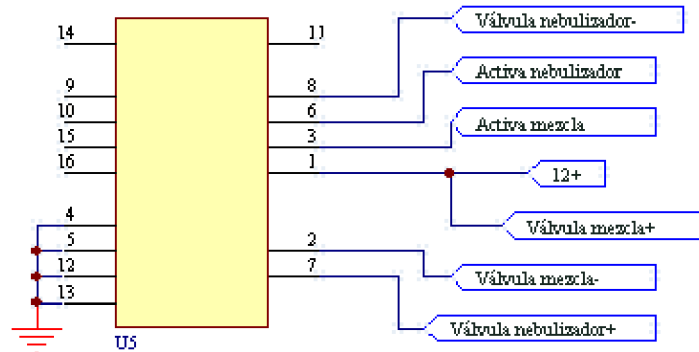 Válvula nebulizador-
14
11
9
8
Activa nebulizador
10
6
15
3
Activa mezcla
16
1
12+
4
Válvula mezcla+
5
2
12
7
Válvula mezcla-
13
Válvula nebulizador+
U5